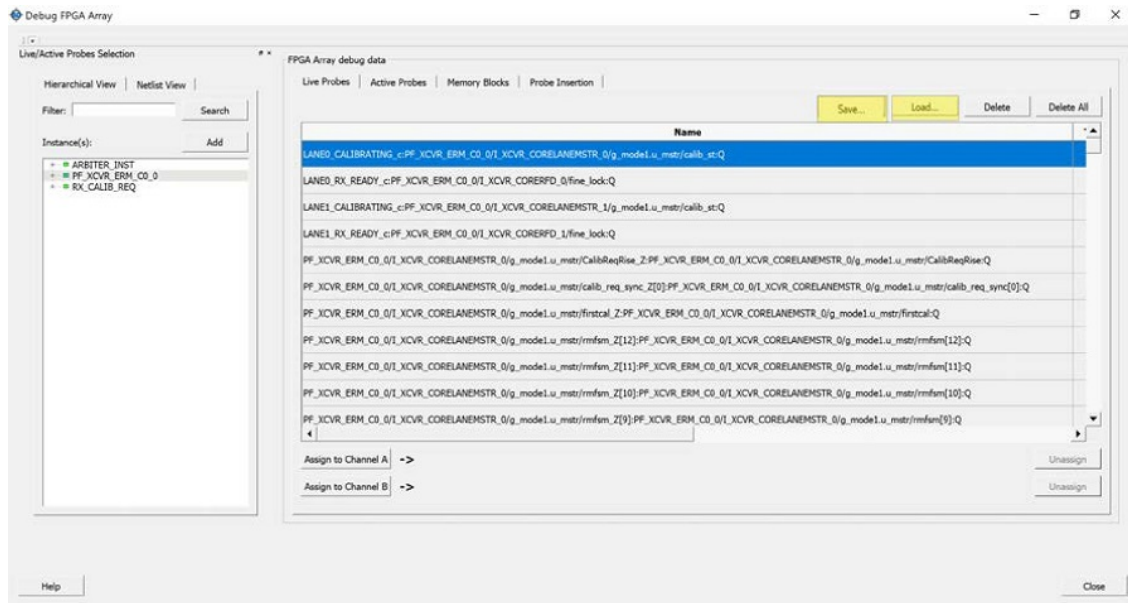 Debug FPGA Array
Live/Active Probes Selection
Hierarchical View
Netlist View
Filter:
Search
Instance(s):
Add
ARBITER_INST
PF_XCVR_ERM_C0_0
RX_CALIB_REQ
FPGA Array debug data
Live Probes
Active Probes
Memory Blocks
Probe Insertion
Save...
Load...
Delete
Delete All
Name
LANE0_CALIBRATING_c:PF_XCVR_ERM_C0_0/I_XCVR_CORELANEMSTR_0/g_mode1.u_mstr/calib_st:Q
LANE0_RX_READY_c:PF_XCVR_ERM_C0_0/I_XCVR_CORERFD_0/fine_lock:Q
LANE1_CALIBRATING_c:PF_XCVR_ERM_C0_0/I_XCVR_CORELANEMSTR_1/g_mode1.u_mstr/calib_st:Q
LANE1_RX_READY_c:PF_XCVR_ERM_C0_0/I_XCVR_CORERFD_1/fine_lock:Q
PF_XCVR_ERM_C0_0/I_XCVR_CORELANEMSTR_0/g_mode1.u_mstr/CalibReqRise_Z:PF_XCVR_ERM_C0_0/I_XCVR_CORELANEMSTR_0/g_mode1.u_mstr/CalibReqRise:Q
PF_XCVR_ERM_C0_0/I_XCVR_CORELANEMSTR_0/g_mode1.u_mstr/calib_req_sync_Z[0]:PF_XCVR_ERM_C0_0/I_XCVR_CORELANEMSTR_0/g_mode1.u_mstr/calib_req_sync[0]:Q
PF_XCVR_ERM_C0_0/I_XCVR_CORELANEMSTR_0/g_mode1.u_mstr/firstcal_Z:PF_XCVR_ERM_C0_0/I_XCVR_CORELANEMSTR_0/g_mode1.u_mstr/firstcal:Q
PF_XCVR_ERM_C0_0/I_XCVR_CORELANEMSTR_0/g_mode1.u_mstr/rmfsm_Z[12]:PF_XCVR_ERM_C0_0/I_XCVR_CORELANEMSTR_0/g_mode1.u_mstr/rmfsm[12]:Q
PF_XCVR_ERM_C0_0/I_XCVR_CORELANEMSTR_0/g_mode1.u_mstr/rmfsm_Z[11]:PF_XCVR_ERM_C0_0/I_XCVR_CORELANEMSTR_0/g_mode1.u_mstr/rmfsm[11]:Q
PF_XCVR_ERM_C0_0/I_XCVR_CORELANEMSTR_0/g_mode1.u_mstr/rmfsm_Z[10]:PF_XCVR_ERM_C0_0/I_XCVR_CORELANEMSTR_0/g_mode1.u_mstr/rmfsm[10]:Q
PF_XCVR_ERM_C0_0/I_XCVR_CORELANEMSTR_0/g_mode1.u_mstr/rmfsm_Z[9]:PF_XCVR_ERM_C0_0/I_XCVR_CORELANEMSTR_0/g_mode1.u_mstr/rmfsm[9]:Q
Assign to Channel A ->
Unassign
Assign to Channel B ->
Unassign
Help
Close